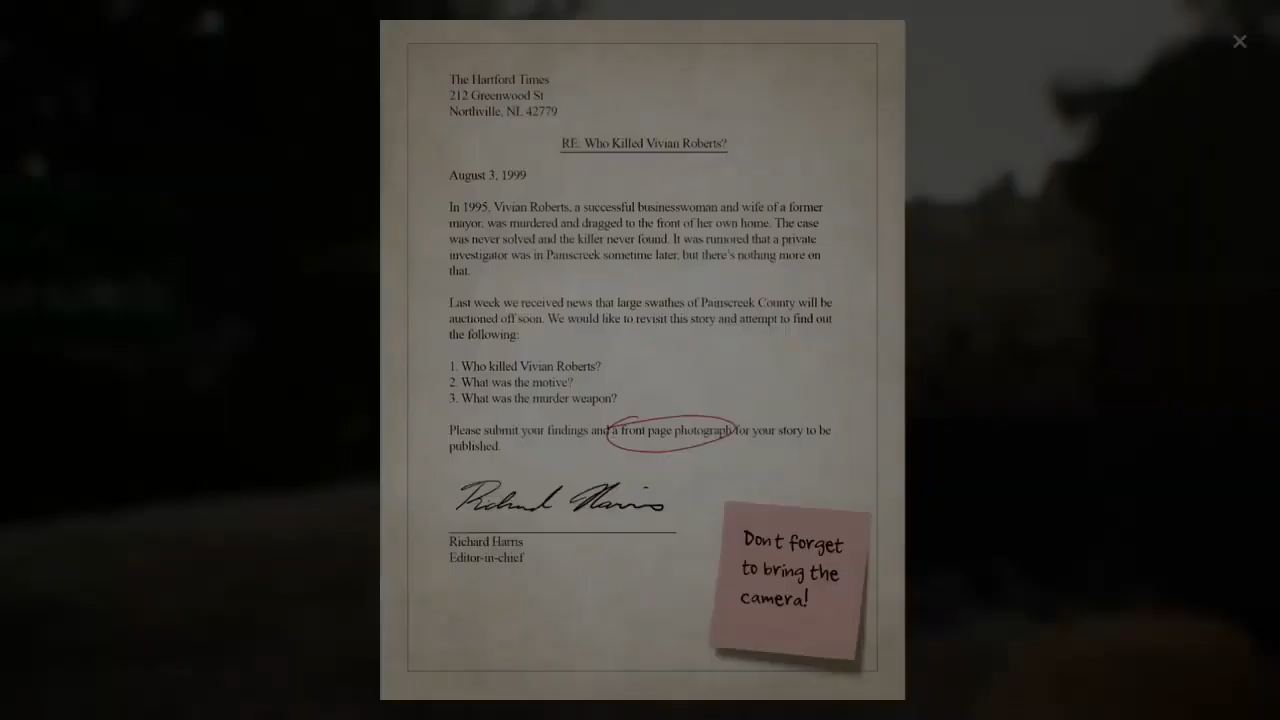 The Hartford Times
212 Greenwood St
Northville, NL 42779
RE: Who Killed Vivian Roberts?
August 3, 1999
In 1995, Vivian Roberts, a successful businesswoman and wife of a former
mayor, was murdered and dragged to the front of her own home. The case
was never solved and the killer never found. It was rumored that a private
investigator was in Painscreek sometime later, but there's nothing more on
that.
Last week we received news that large swathes of Painscreek County will be
auctioned off soon. We would like to revisit this story and attempt to find out
the following:
1. Who killed Vivian Roberts?
2. What was the motive?
3. What was the murder weapon?
Please submit your findings and a front page photograph for your story to be
published.
Richard Harris
Richard Harris
Editor-in-chief
Don't forget
to bring the
camera!